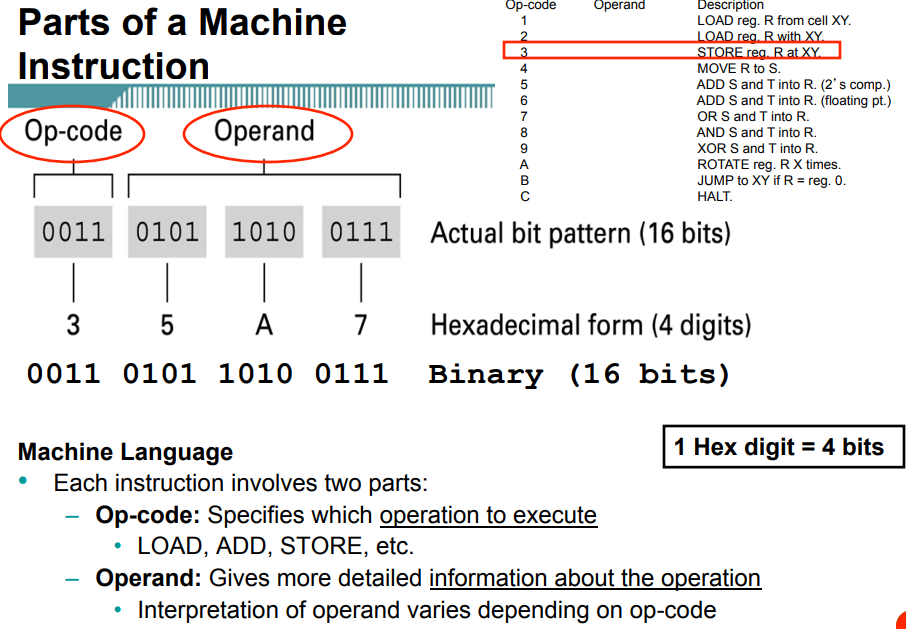 Parts of a Machine
Instruction
Op-code Operand Description
1 LOAD reg. R from cell XY.
2 LOAD reg. R with XY.
3 STORE reg. R at XY.
4 MOVE R to S.
5 ADD S and T into R. (2’s comp.)
6 ADD S and T into R. (floating pt.)
7 OR S and T into R.
8 AND S and T into R.
9 XOR S and T into R.
A ROTATE reg. R X times.
B JUMP to XY if R = reg. 0.
C HALT.
Op-code Operand
0011 0101 1010 0111 Actual bit pattern (16 bits)
3 5 A 7 Hexadecimal form (4 digits)
0011 0101 1010 0111 Binary (16 bits)
1 Hex digit = 4 bits
Machine Language
• Each instruction involves two parts:
– Op-code: Specifies which operation to execute
• LOAD, ADD, STORE, etc.
– Operand: Gives more detailed information about the operation
• Interpretation of operand varies depending on op-code